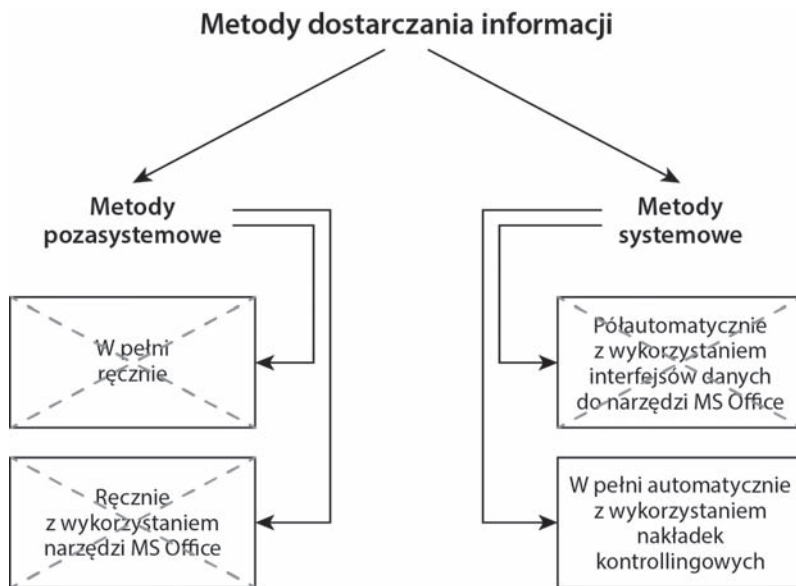 Metody dostarczania informacji
Metody
pozasystemowe
Metody
systemowe
W pełni
ręcznie
Półautomatycznie
z wykorzystaniem
interfejsów danych
do narzędzi MS Office
Ręcznie
z wykorzystaniem
narzędzi MS Office
W pełni automatycznie
z wykorzystaniem
nakładek
kontrollingowych